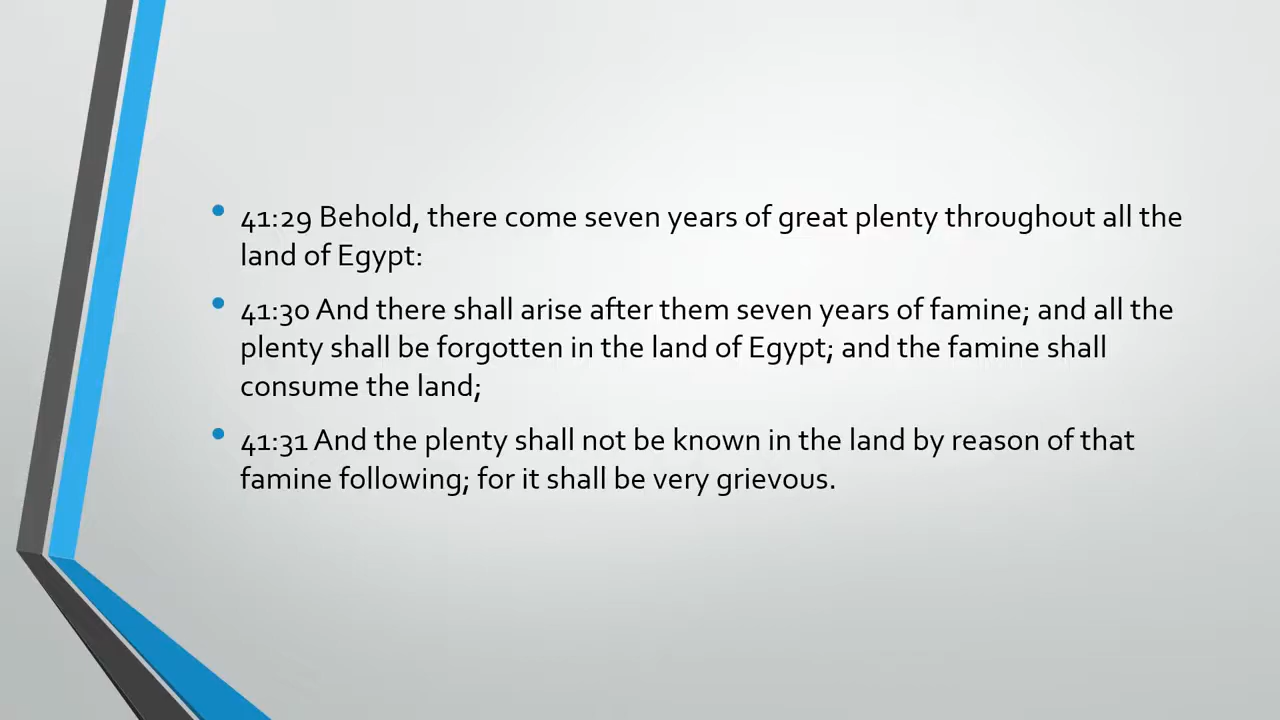 • 41:29 Behold, there come seven years of great plenty throughout all the
land of Egypt:
• 41:30 And there shall arise after them seven years of famine; and all the
plenty shall be forgotten in the land of Egypt; and the famine shall
consume the land;
• 41:31 And the plenty shall not be known in the land by reason of that
famine following; for it shall be very grievous.